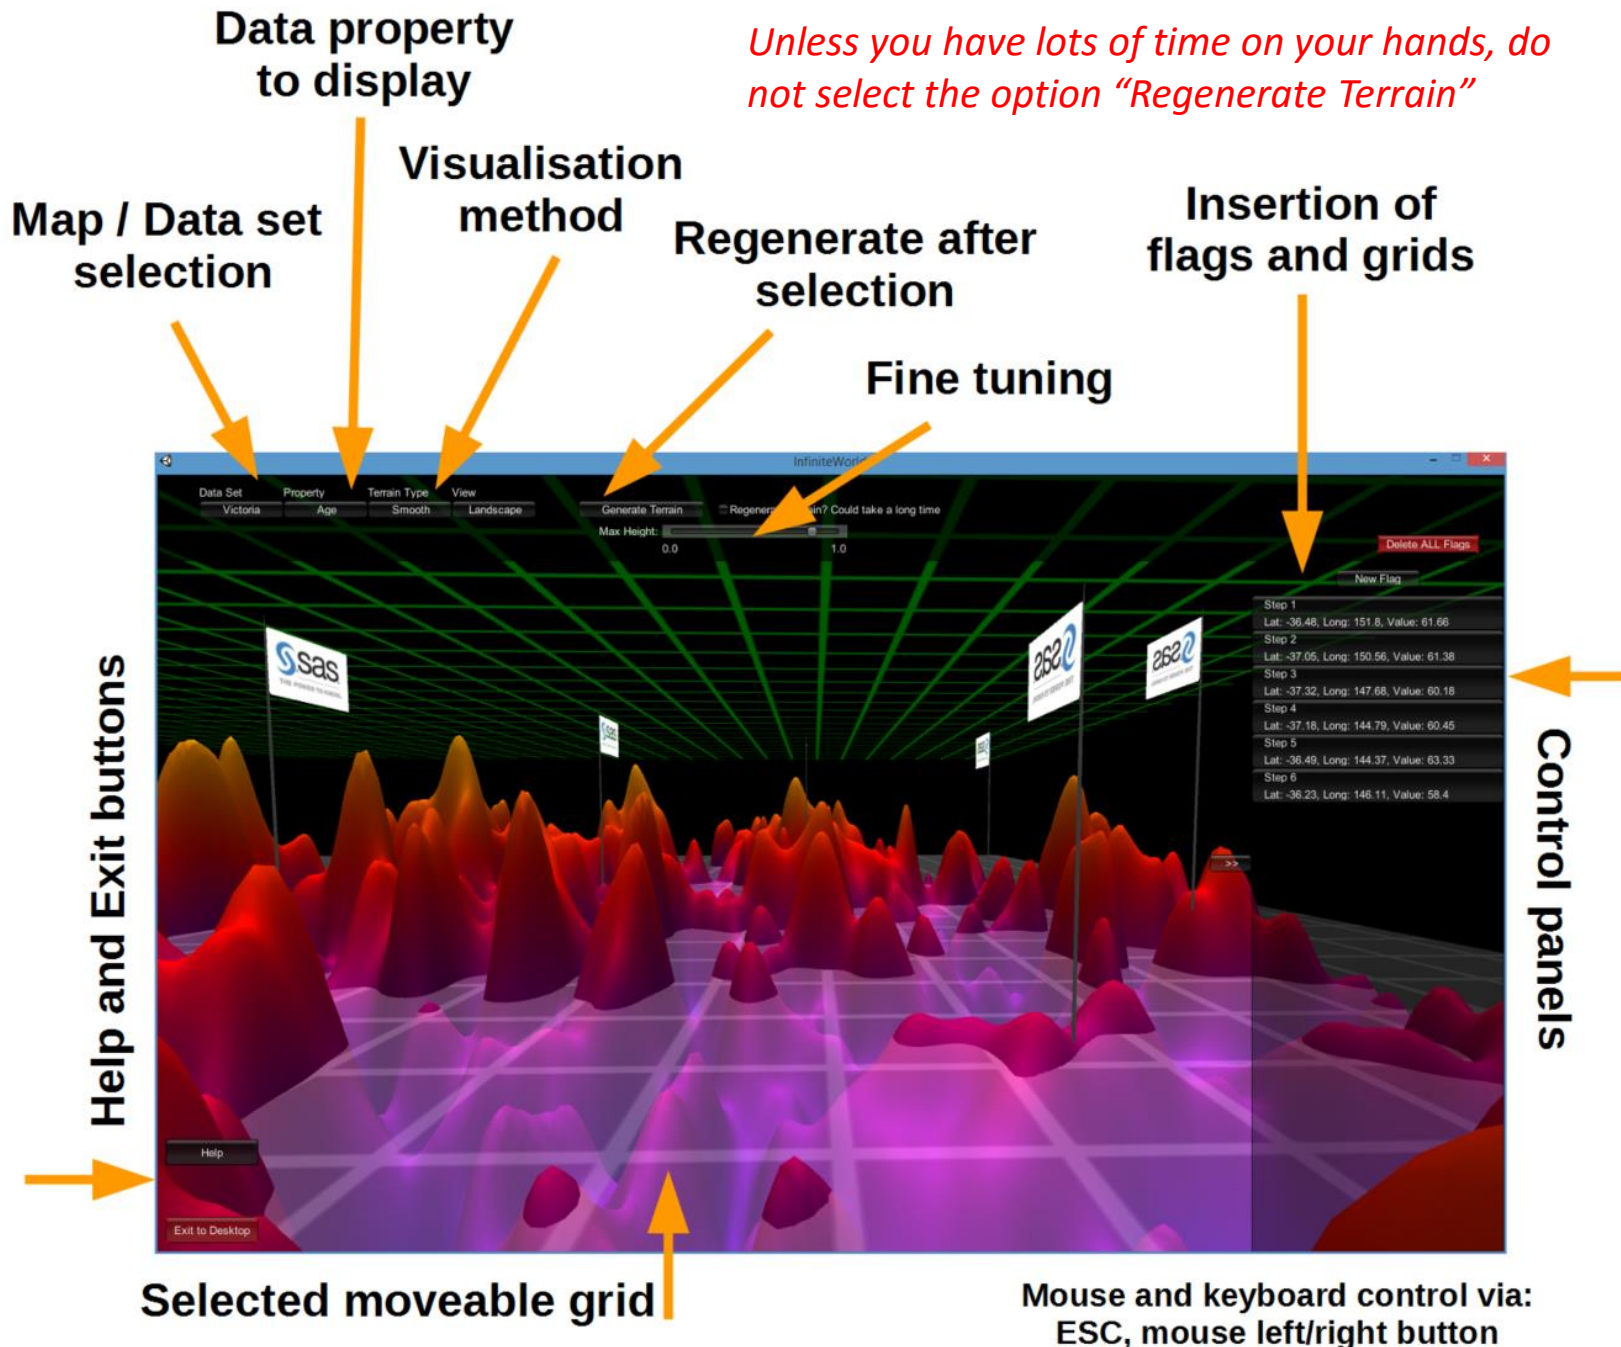 Data property
to display
Unless you have lots of time on your hands, do
not select the option “Regenerate Terrain”
Visualisation
method
Map / Data set
selection
Regenerate after
selection
Insertion of
flags and grids
Fine tuning
Data Set
Property
Terrain Type
View
Victoria
Age
Smooth
Landscape
Generate Terrain
Could take a long time
Max Height:
0.0
1.0
Delete ALL Flags
New Flag
Step 1
Lat: -36.48, Long: 151.8, Value: 61.66
Step 2
Lat: -37.05, Long: 150.56, Value: 61.38
Step 3
Lat: -37.32, Long: 147.68, Value: 60.18
Step 4
Lat: -37.18, Long: 144.79, Value: 60.45
Step 5
Lat: -36.49, Long: 144.37, Value: 63.33
Step 6
Lat: -36.23, Long: 146.11, Value: 58.4
>>
sas
THE POWER TO KNOW
sas
sas
sas
Help and Exit buttons
Control panels
Help
Exit to Desktop
Selected moveable grid
Mouse and keyboard control via:
ESC, mouse left/right button